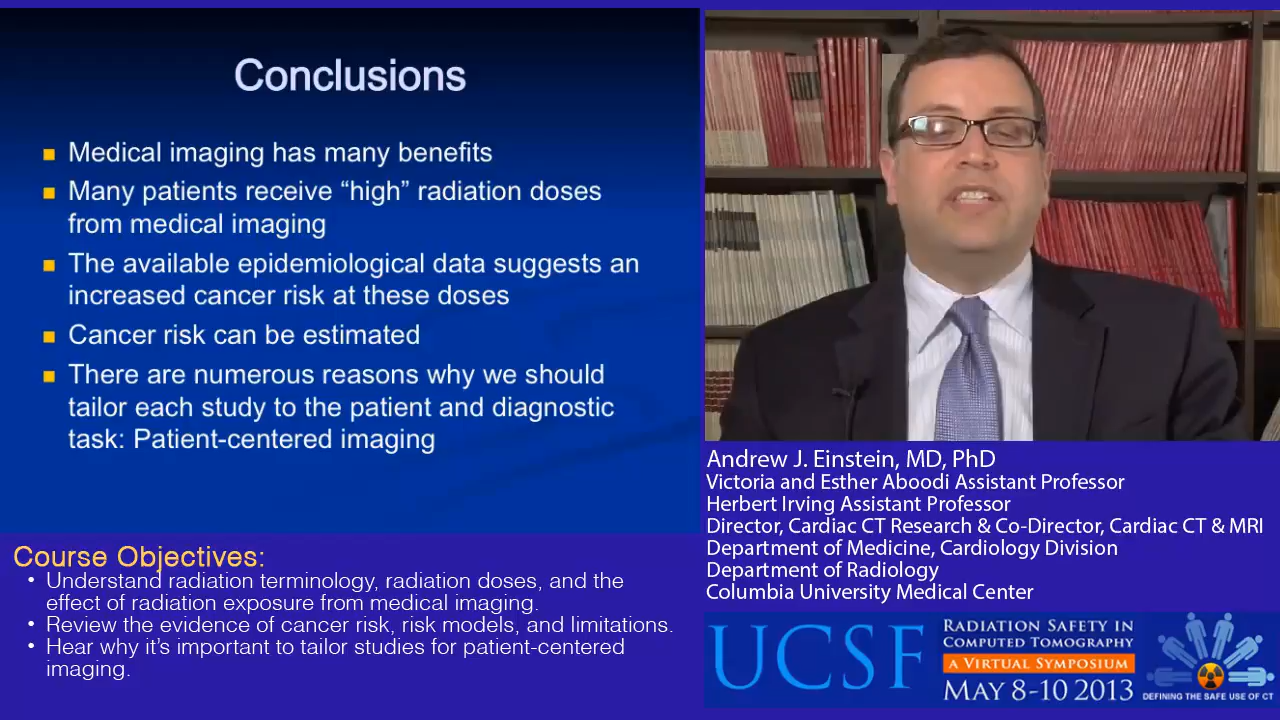 Conclusions
Medical imaging has many benefits
Many patients receive “high” radiation doses
from medical imaging
The available epidemiological data suggests an
increased cancer risk at these doses
Cancer risk can be estimated
There are numerous reasons why we should
tailor each study to the patient and diagnostic
task: Patient-centered imaging
Course Objectives:
• Understand radiation terminology, radiation doses, and the
effect of radiation exposure from medical imaging.
• Review the evidence of cancer risk, risk models, and limitations.
• Hear why it’s important to tailor studies for patient-centered
imaging.
Andrew J. Einstein, MD, PhD
Victoria and Esther Aboodi Assistant Professor
Herbert Irving Assistant Professor
Director, Cardiac CT Research & Co-Director, Cardiac CT & MRI
Department of Medicine, Cardiology Division
Department of Radiology
Columbia University Medical Center
UCSF
RADIATION SAFETY IN
COMPUTED TOMOGRAPHY
A VIRTUAL SYMPOSIUM
MAY 8-10 2013
DEFINING THE SAFE USE OF CT